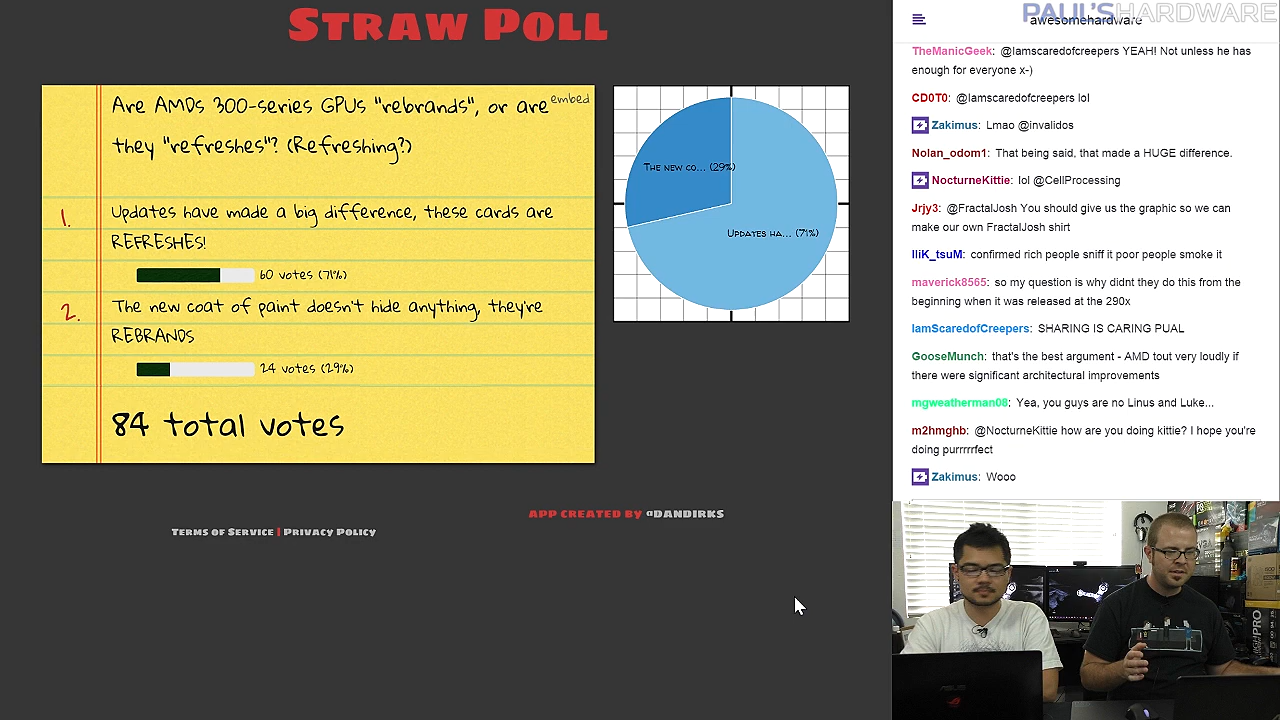 STRAW POLL
Are AMDs 300-series GPUs "rebrands", or are
embed
they "refreshes"? (Refreshing?)
1.
Updates have made a big difference, these cards are
REFRESHES!
60 votes (71%)
2.
The new coat of paint doesn't hide anything, they're
REBRANDS
24 votes (29%)
84 total votes
The new co... (29%)
Updates ha... (71%)
App created by @dandirks
Terms of Service | Privacy Policy
PAUL'SHARDWARE
awesomehardware
TheManicGeek: @Iamscaredofcreepers YEAH! Not unless he has
enough for everyone x-)
CD0T0: @Iamscaredofcreepers lol
Zakimus: Lmao @invalidos
Nolan_odom1: That being said, that made a HUGE difference.
NocturneKittie: lol @CellProcessing
Jrjy3: @FractalJosh You should give us the graphic so we can
make our own FractalJosh shirt
IliK_tsuM: confirmed rich people sniff it poor people smoke it
maverick8565: so my question is why didnt they do this from the
beginning when it was released at the 290x
IamScaredofCreepers: SHARING IS CARING PUAL
GooseMunch: that's the best argument - AMD tout very loudly if
there were significant architectural improvements
mgweatherman08: Yea, you guys are no Linus and Luke...
m2hmghb: @NocturneKittie how are you doing kittie? I hope you're
doing purrrrrfect
Zakimus: Wooo
ASUS